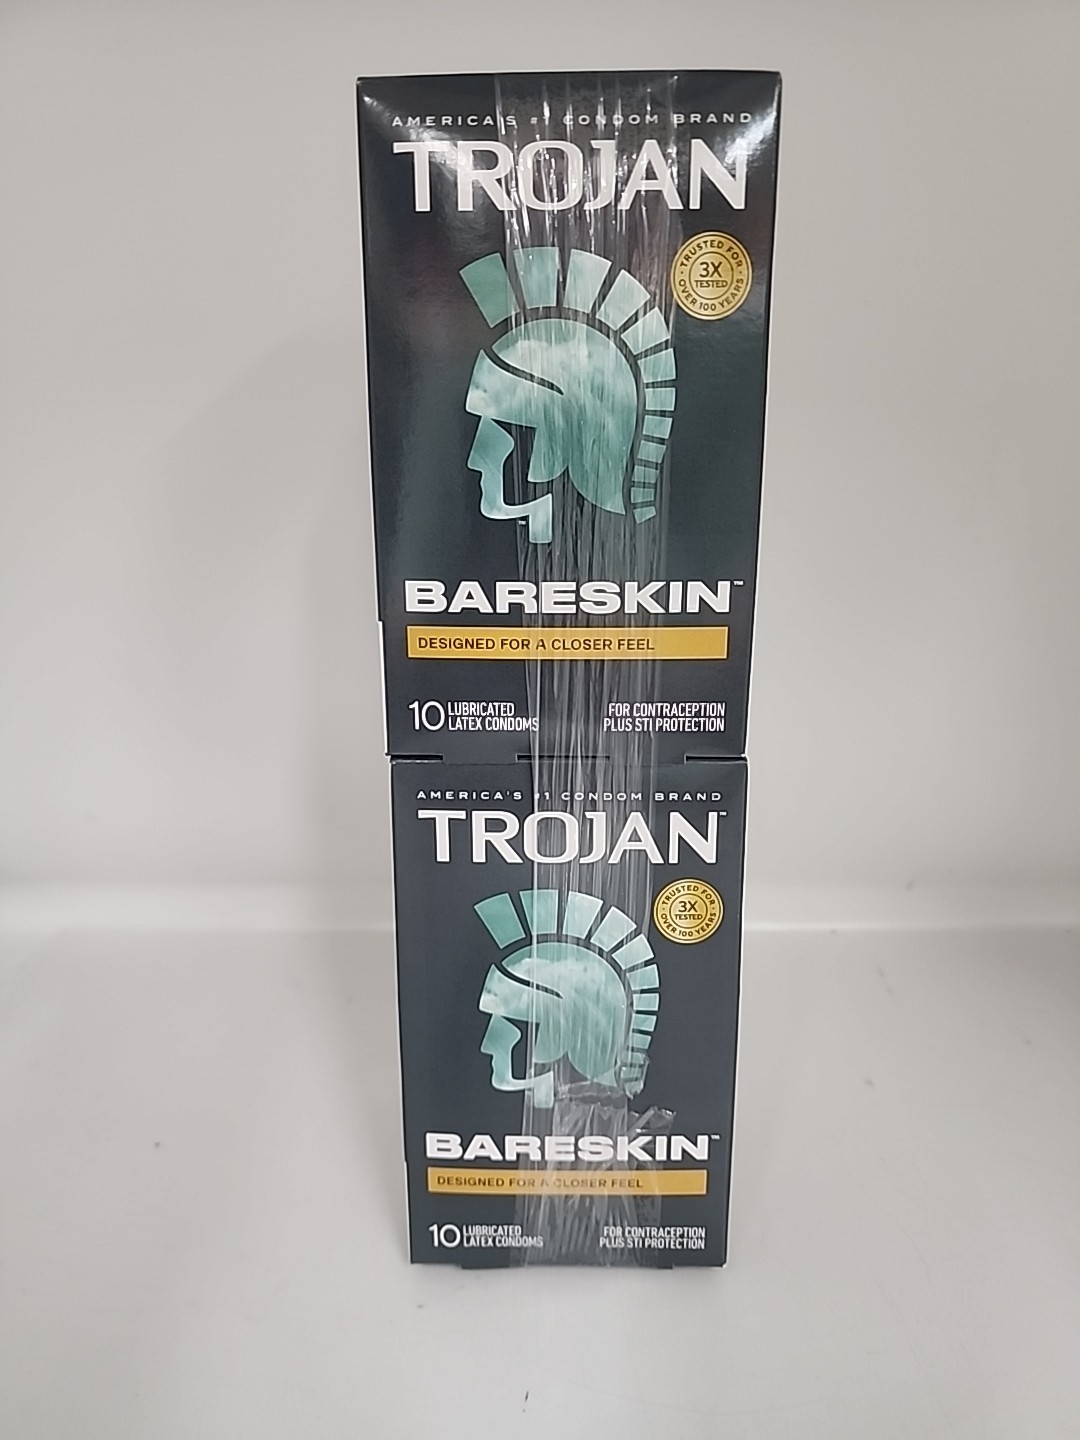 AMERICA'S #1 CONDOM BRAND
TROJAN
TRUSTED FOR
3X
TESTED
OVER 100 YEARS
BARESKIN™
DESIGNED FOR A CLOSER FEEL
10 LUBRICATED
LATEX CONDOMS
FOR CONTRACEPTION
PLUS STI PROTECTION
AMERICA'S #1 CONDOM BRAND
TROJAN™
TRUSTED FOR
3X
TESTED
OVER 100 YEARS
BARESKIN™
DESIGNED FOR A CLOSER FEEL
10 LUBRICATED
LATEX CONDOMS
FOR CONTRACEPTION
PLUS STI PROTECTION